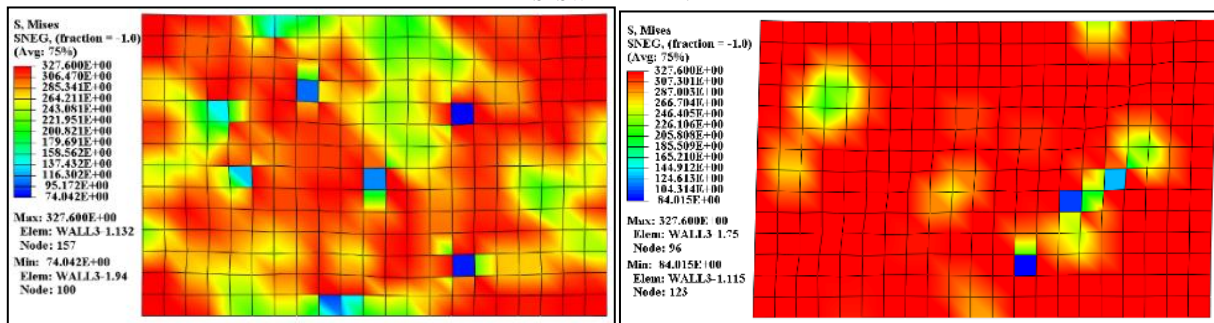 S, Mises
SNEG, (fraction = -1.0)
(Avg: 75%)
327.600E+00
306.470E+00
285.341E+00
264.211E+00
243.081E+00
221.951E+00
200.821E+00
179.691E+00
158.562E+00
137.432E+00
116.302E+00
95.172E+00
74.042E+00
Max: 327.600E+00
Elem: WALL3-1.132
Node: 157
Min: 74.042E+00
Elem: WALL3-1.94
Node: 100
S, Mises
SNEG, (fraction = -1.0)
(Avg: 75%)
327.600E+00
307.301E+00
287.003E+00
266.704E+00
246.405E+00
226.106E+00
205.808E+00
185.509E+00
165.210E+00
144.912E+00
124.613E+00
104.314E+00
84.015E+00
Max: 327.600E+00
Elem: WALL3-1.75
Node: 96
Min: 84.015E+00
Elem: WALL3-1.115
Node: 123